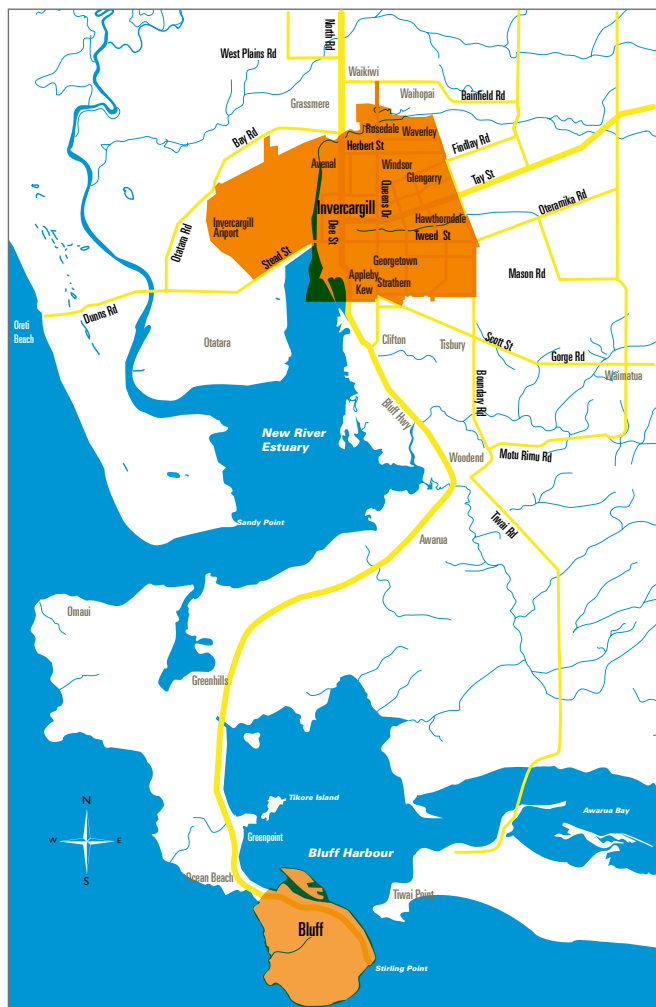 North Rd
West Plains Rd
Waikiwi
Waihopai
Bainfield Rd
Grassmere
Rosedale
Waverley
Bay Rd
Herbert St
Findlay Rd
Avenal
Windsor
Glengarry
Tay St
Queens Dr
Invercargill
Oteramika Rd
Invercargill
Airport
Dee St
Hawthorndale
Tweed St
Otatara Rd
Stead St
Georgetown
Mason Rd
Appleby
Strathern
Kew
Dunns Rd
Oreti
Beach
Otatara
Clifton
Tisbury
Scott St
Gorge Rd
Waimatua
Boundary Rd
Bluff Hwy
New River
Estuary
Woodend
Motu Rimu Rd
Sandy Point
Tiwai Rd
Awarua
Omaui
Greenhills
N
W
E
S
Tikore Island
Awarua Bay
Greenpoint
Bluff Harbour
Ocean Beach
Tiwai Point
Bluff
Stirling Point